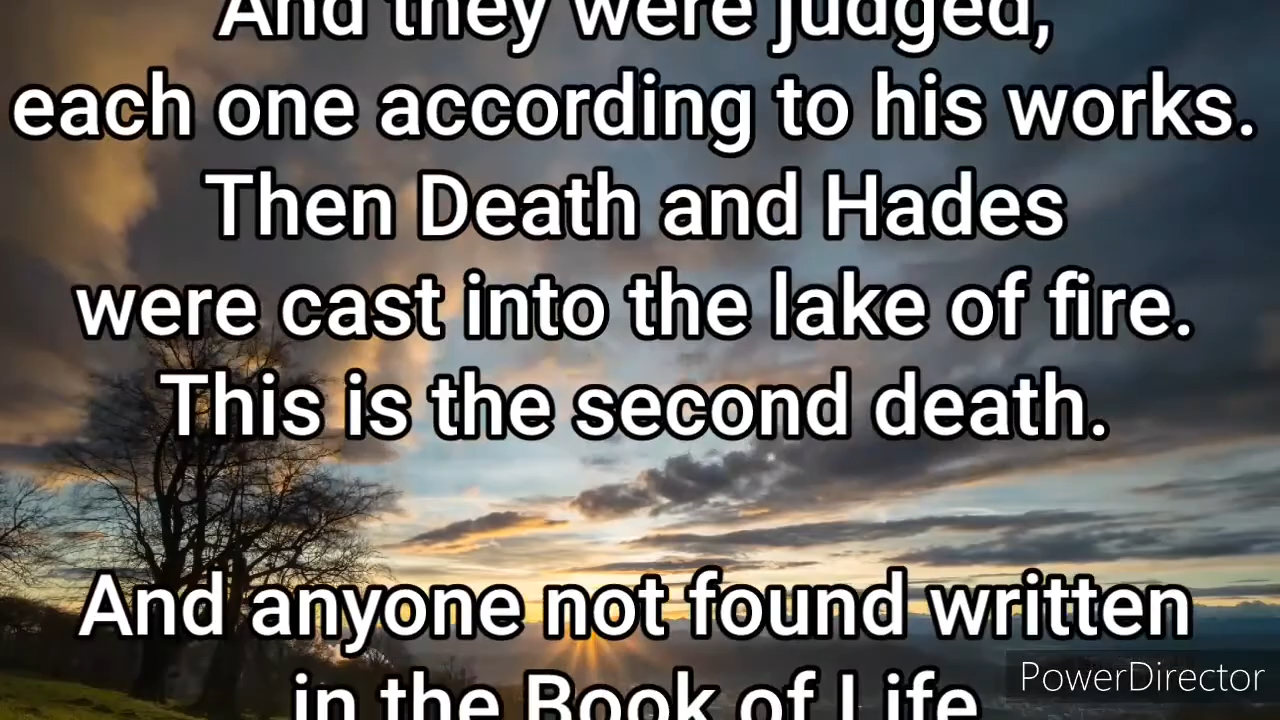 And they were judged,
each one according to his works.
Then Death and Hades
were cast into the lake of fire.
This is the second death.
And anyone not found written
in the Book of Life
PowerDirector